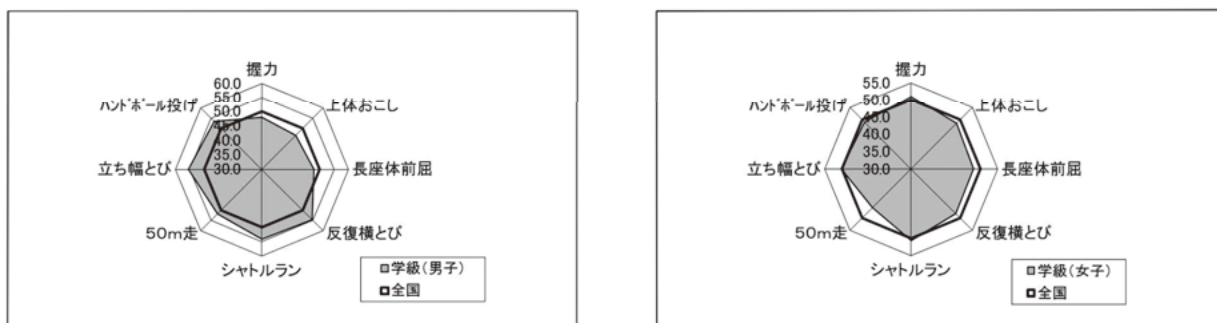 握力
60.0
55.0
50.0
45.0
40.0
35.0
30.0
上体おこし
長座体前屈
反復横とび
シャトルラン
50m走
立ち幅とび
ハンドボール投げ
学級(男子)
全国
握力
55.0
50.0
45.0
40.0
35.0
30.0
上体おこし
長座体前屈
反復横とび
シャトルラン
50m走
立ち幅とび
ハンドボール投げ
学級(女子)
全国